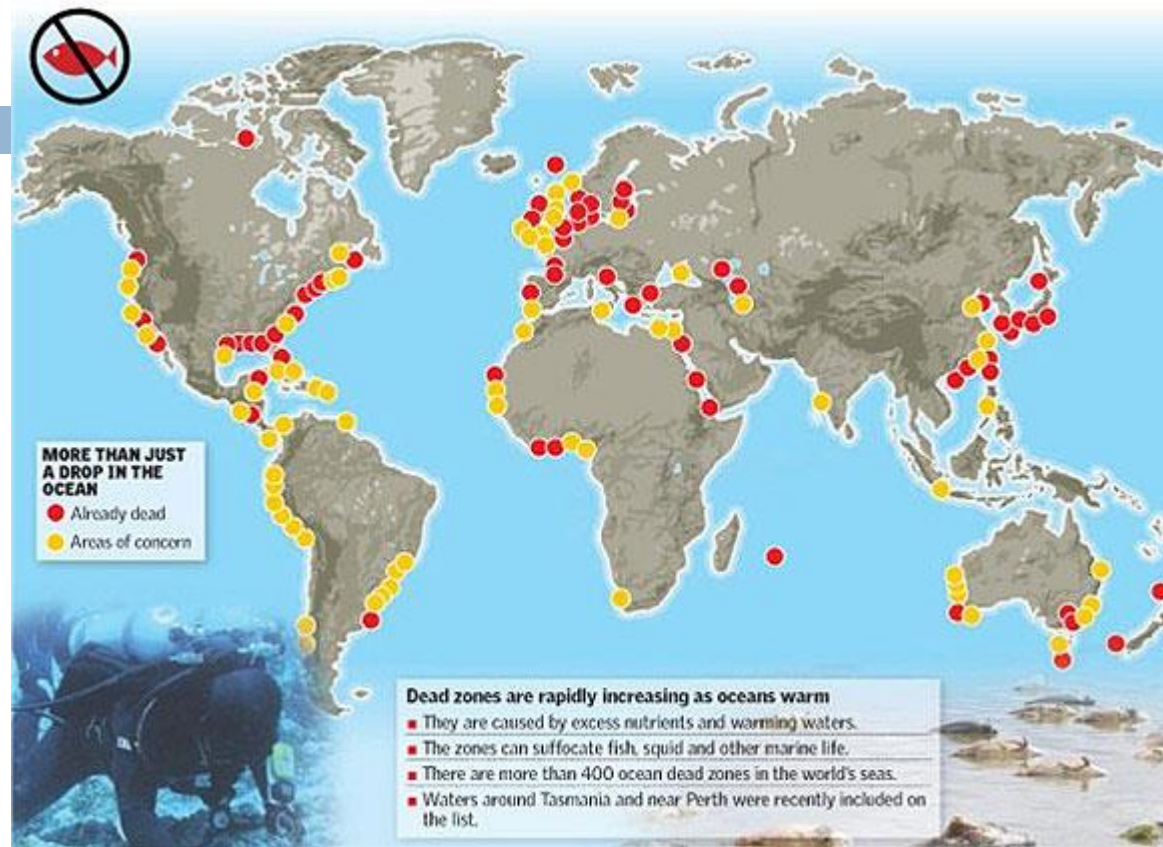 MORE THAN JUST
A DROP IN THE
OCEAN
Already dead
Areas of concern
Dead zones are rapidly increasing as oceans warm
They are caused by excess nutrients and warming waters.
The zones can suffocate fish, squid and other marine life.
There are more than 400 ocean dead zones in the world's seas.
Waters around Tasmania and near Perth were recently included on
the list.